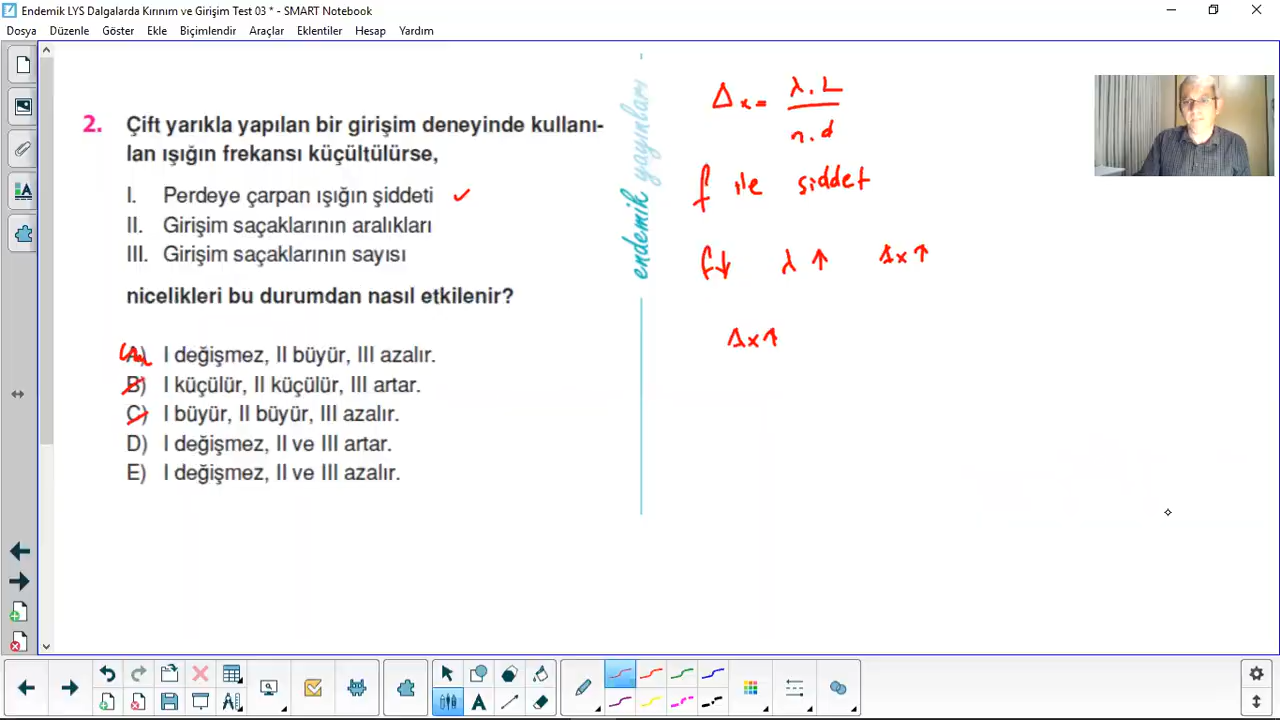 Endemik LYS Dalgalarda Kırınım ve Girişim Test 03 * - SMART Notebook
Dosya Düzenle Göster Ekle Biçimlendiri Araçlar Eklentiler Hesap Yardım
2. Çift yarıkla yapılan bir girişim deneyinde kullanı-
lan ışığın frekansı küçültülürse,
I. Perdeye çarpan ışığın şiddeti ✓
II. Girişim saçaklarının aralıkları
III. Girişim saçaklarının sayısı
nicelikleri bu durumdan nasıl etkilenir?
A) I değişmez, II büyür, III azalır.
B) I küçülür, II küçülür, III artar.
C) I büyür, II büyür, III azalır.
D) I değişmez, II ve III artar.
E) I değişmez, II ve III azalır.
endemik yayınları
Δx = λ.L
n.d
f ile şiddet
f↓ λ↑ Δx↑
Δx↑